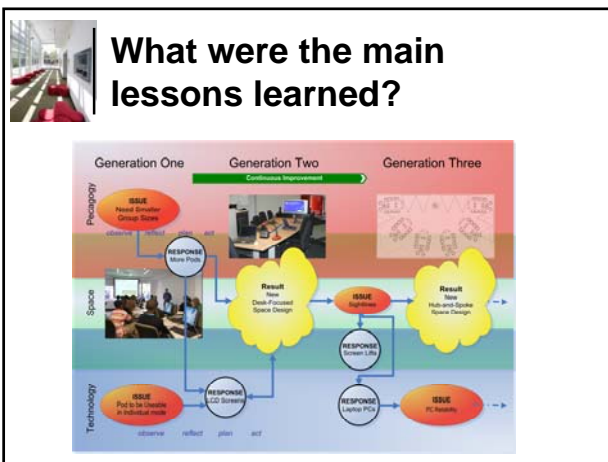 What were the main
lessons learned?
Generation One
Generation Two
Generation Three
Continuous Improvement
Pecagogy
ISSUE
Need Smaller
Group Sizes
observe reflect plan act
RESPONSE
More Pods
Space
Result
New
Desk-Focused
Space Design
ISSUE
Sightlines
Result
New
Hub-and-Spoke
Space Design
RESPONSE
Screen Lifts
Technology
ISSUE
Pod to be Useable
in Individual mode
RESPONSE
LCD Screens
RESPONSE
Laptop PCs
ISSUE
PC Reliability
observe reflect plan act